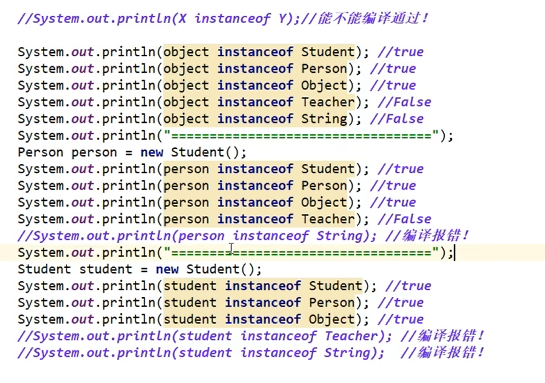 //System.out.println(X instanceof Y);//能不能编译通过！
System.out.println(object instanceof Student); //true
System.out.println(object instanceof Person); //true
System.out.println(object instanceof Object); //true
System.out.println(object instanceof Teacher); //False
System.out.println(object instanceof String); //False
System.out.println("==================================");
Person person = new Student();
System.out.println(person instanceof Student); //true
System.out.println(person instanceof Person); //true
System.out.println(person instanceof Object); //true
System.out.println(person instanceof Teacher); //False
//System.out.println(person instanceof String); //编译报错！
System.out.println("==================================");
Student student = new Student();
System.out.println(student instanceof Student); //true
System.out.println(student instanceof Person); //true
System.out.println(student instanceof Object); //true
//System.out.println(student instanceof Teacher); //编译报错！
//System.out.println(student instanceof String);  //编译报错！